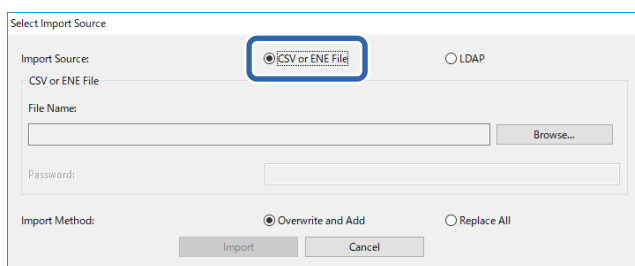 Select Import Source
Import Source: CSV or ENE File LDAP
CSV or ENE File
File Name:
Browse...
Password:
Import Method: Overwrite and Add Replace All
Import Cancel